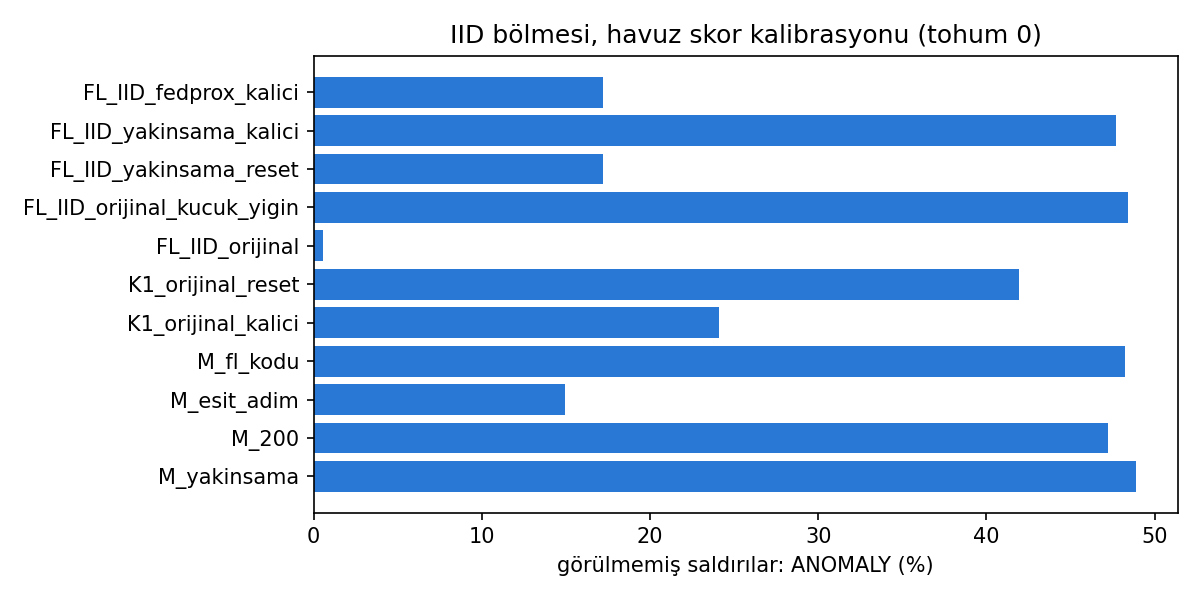 IID bölmesi, havuz skor kalibrasyonu (tohum 0)
FL_IID_fedprox_kalici
FL_IID_yakinsama_kalici
FL_IID_yakinsama_reset
FL_IID_orijinal_kucuk_yigin
FL_IID_orijinal
K1_orijinal_reset
K1_orijinal_kalici
M_fl_kodu
M_esit_adim
M_200
M_yakinsama
0 10 20 30 40 50
görülmemiş saldırılar: ANOMALY (%)